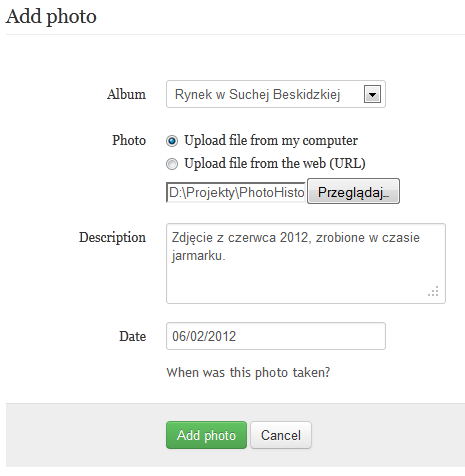 Add photo
Album
Rynek w Suchej Beskidzkiej
Photo
Upload file from my computer
Upload file from the web (URL)
D:\Projekty\PhotoHisto
Przeglądaj..
Description
Zdjęcie z czerwca 2012, zrobione w czasie
jarmarku.
Date
06/02/2012
When was this photo taken?
Add photo
Cancel